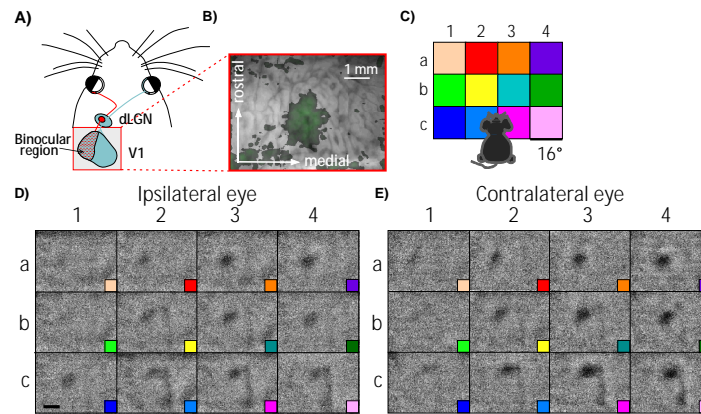 A)
B)
C)
1 2 3 4
a
b
c
16°
dLGN
Binocular
region
V1
1 mm
rostral
medial
D)
Ipsilateral eye
1 2 3 4
a
b
c
E)
Contralateral eye
1 2 3 4
a
b
c